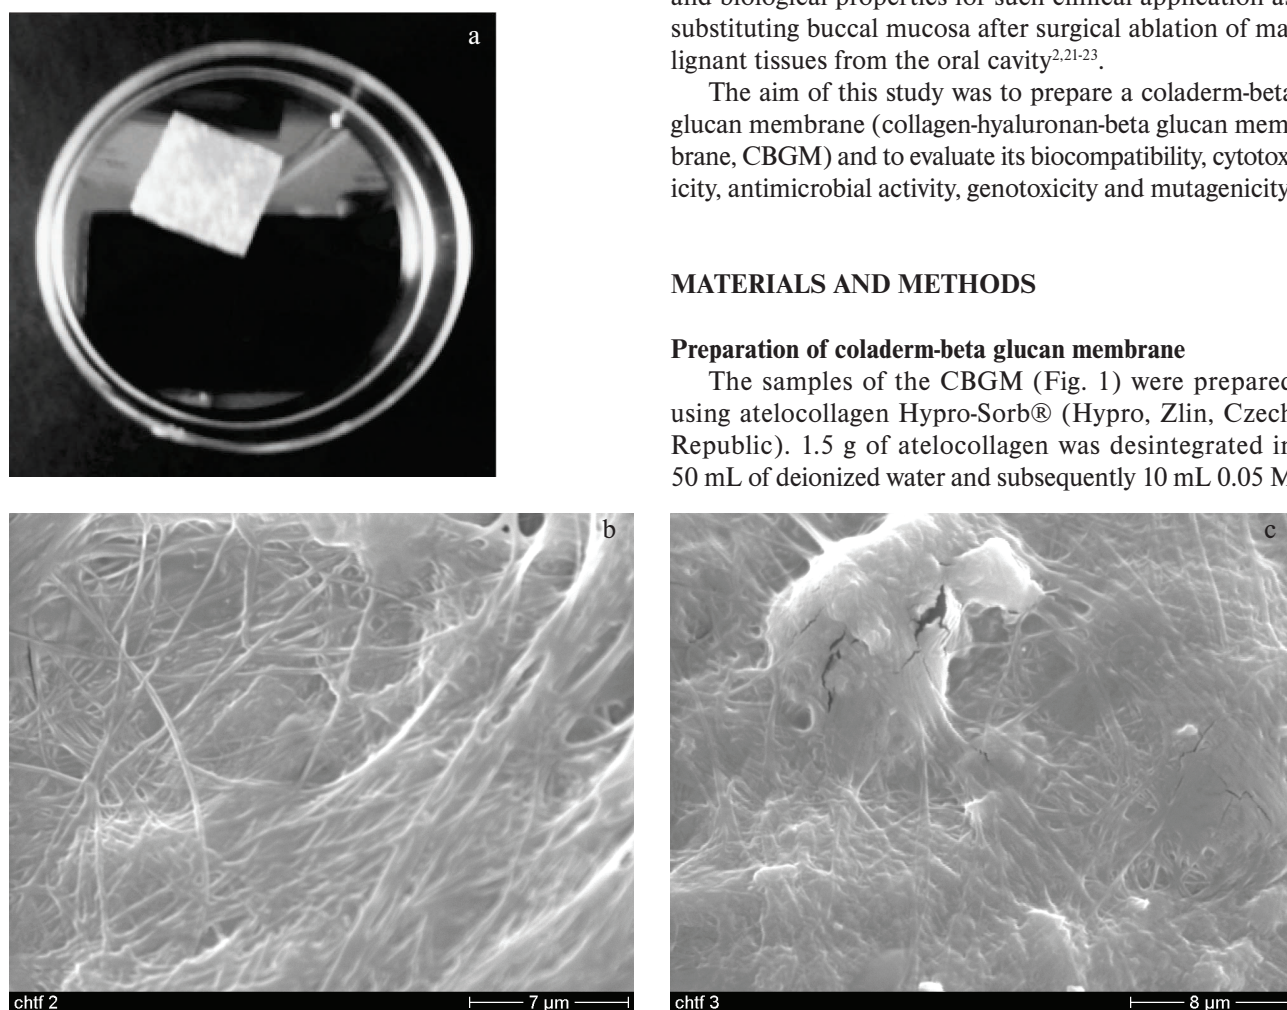 a
and biological properties for such clinical application as
substituting buccal mucosa after surgical ablation of ma
lignant tissues from the oral cavity2,21-23.
The aim of this study was to prepare a coladerm-beta
glucan membrane (collagen-hyaluronan-beta glucan mem
brane, CBGM) and to evaluate its biocompatibility, cytotox
icity, antimicrobial activity, genotoxicity and mutagenicity
MATERIALS AND METHODS
Preparation of coladerm-beta glucan membrane
The samples of the CBGM (Fig. 1) were prepared
using atelocollagen Hypro-Sorb® (Hypro, Zlin, Czech
Republic). 1.5 g of atelocollagen was desintegrated in
50 mL of deionized water and subsequently 10 mL 0.05 M
b
chtf 2 7 µm
c
chtf 3 8 µm